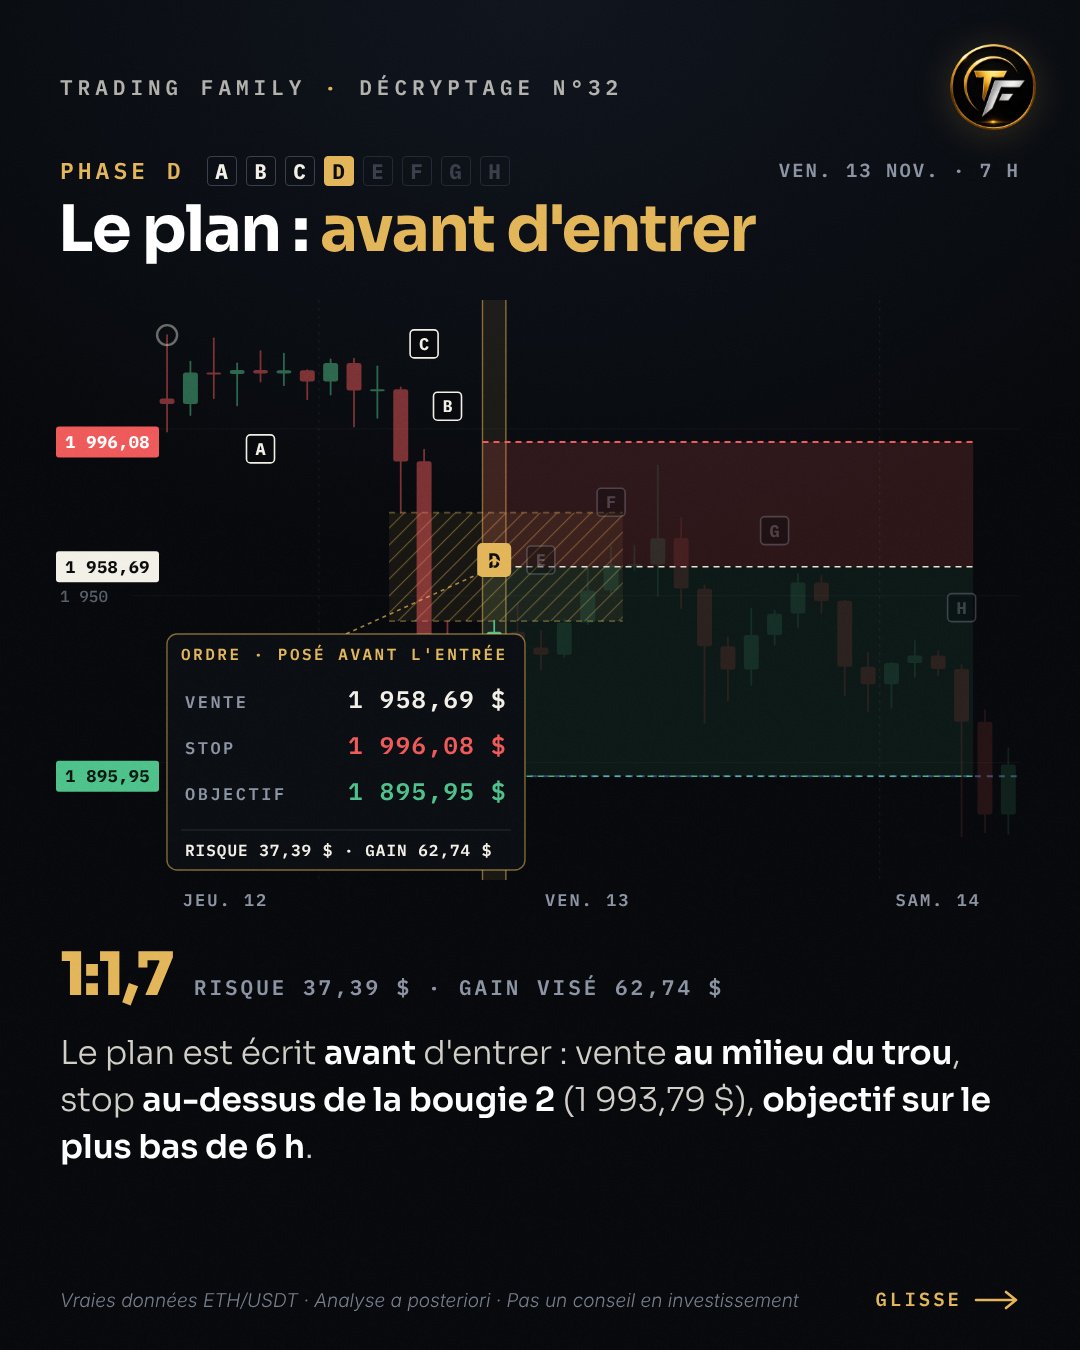 TRADING FAMILY · DÉCRYPTAGE N°32
TF
PHASE D A B C D E F G H
VEN. 13 NOV. · 7 H
Le plan : avant d'entrer
C
B
A
1 996,08
F
G
D
E
1 958,69
1 950
H
ORDRE · POSÉ AVANT L'ENTRÉE
VENTE 1 958,69 $
STOP 1 996,08 $
OBJECTIF 1 895,95 $
RISQUE 37,39 $ · GAIN 62,74 $
1 895,95
JEU. 12 VEN. 13 SAM. 14
1:1,7 RISQUE 37,39 $ · GAIN VISÉ 62,74 $
Le plan est écrit avant d'entrer : vente au milieu du trou,
stop au-dessus de la bougie 2 (1 993,79 $), objectif sur le
plus bas de 6 h.
Vraies données ETH/USDT · Analyse a posteriori · Pas un conseil en investissement
GLISSE →